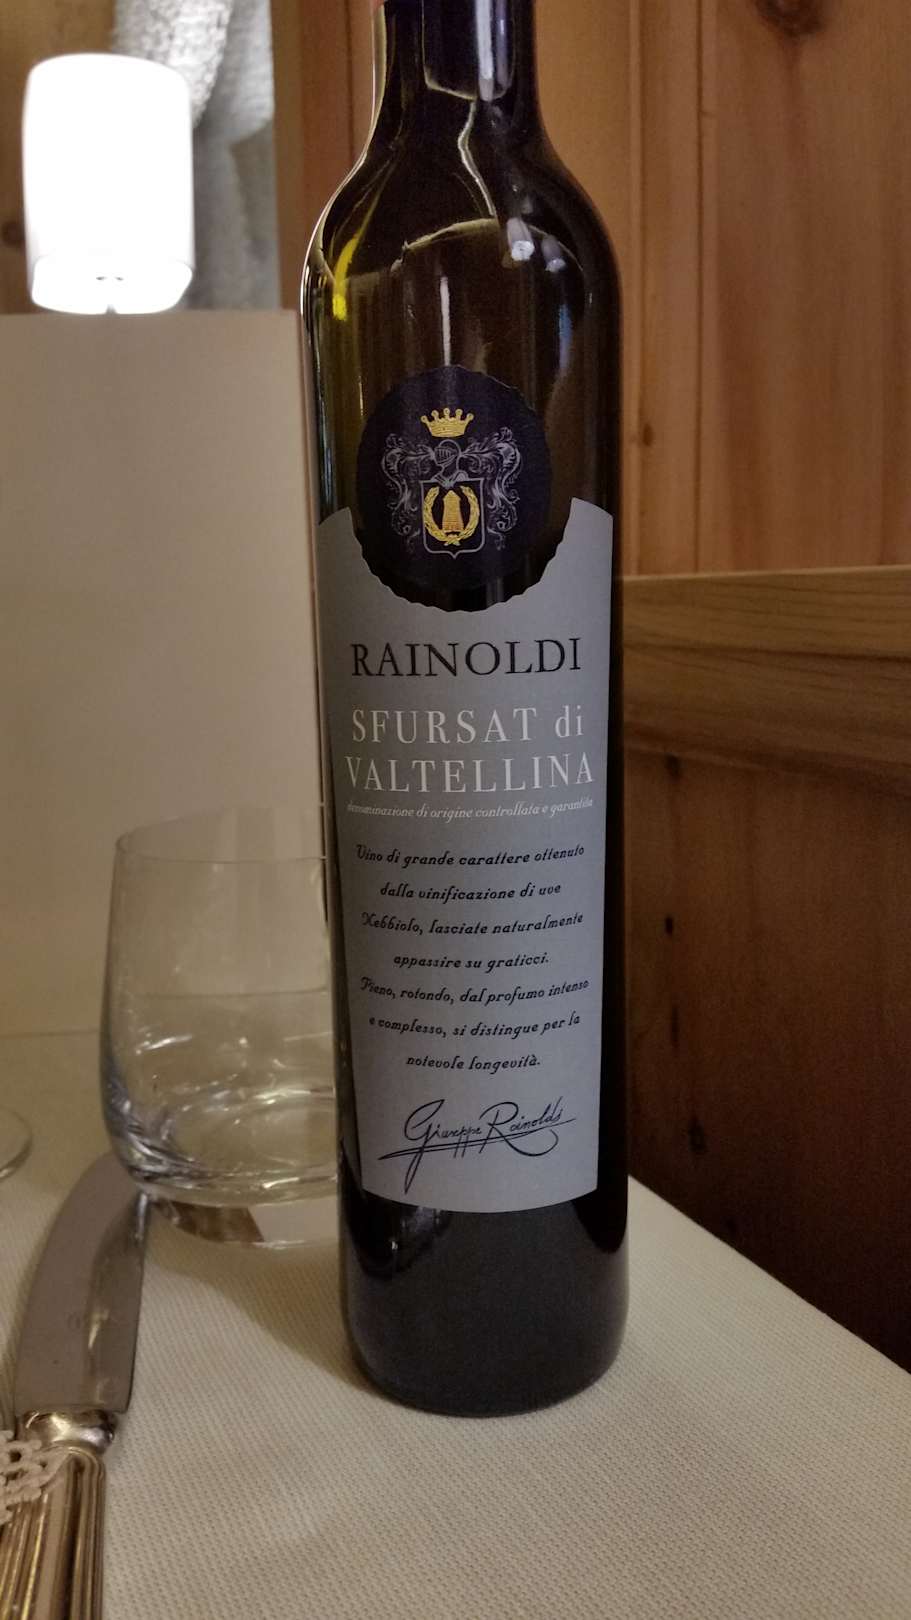 RAINOLDI
SFURSAT di
VALTELLINA
denominazione di origine controllata e garantita
Vino di grande carattere ottenuto
dalla vinificazione di uve
Nebbiolo, lasciate naturalmente
appassire su graticci.
Pieno, rotondo, dal profumo intenso
e complesso, si distingue per la
notevole longevità.
Giuseppe Rainoldi